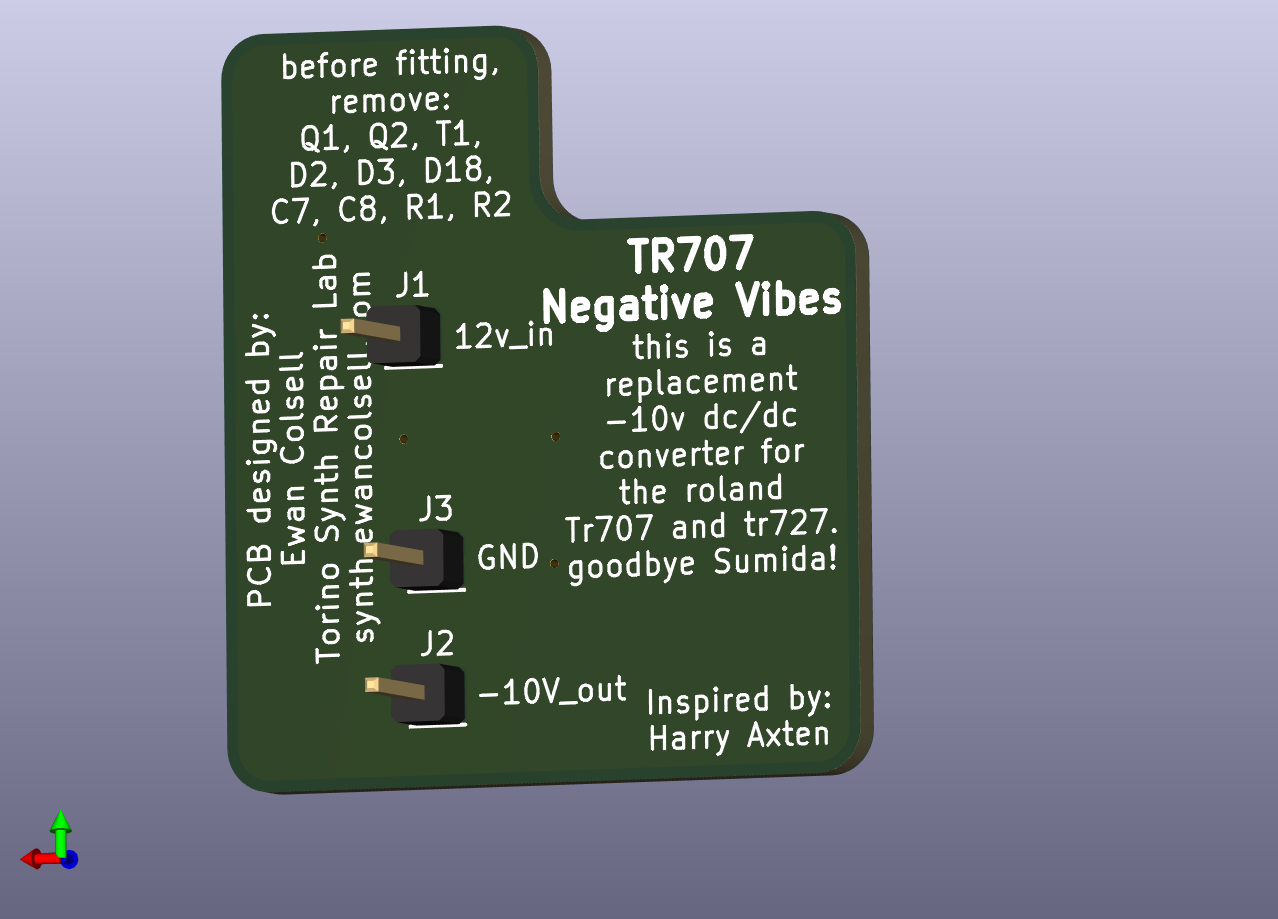 before fitting,
remove:
Q1, Q2, T1,
D2, D3, D18,
C7, C8, R1, R2
PCB designed by:
Ewan Colsell
Torino Synth Repair Lab
J1
12v_in
J3
GND
J2
-10V_out
TR707
Negative Vibes
this is a
replacement
-10v dc/dc
converter for
the roland
Tr707 and tr727.
goodbye Sumida!
Inspired by:
Harry Axten